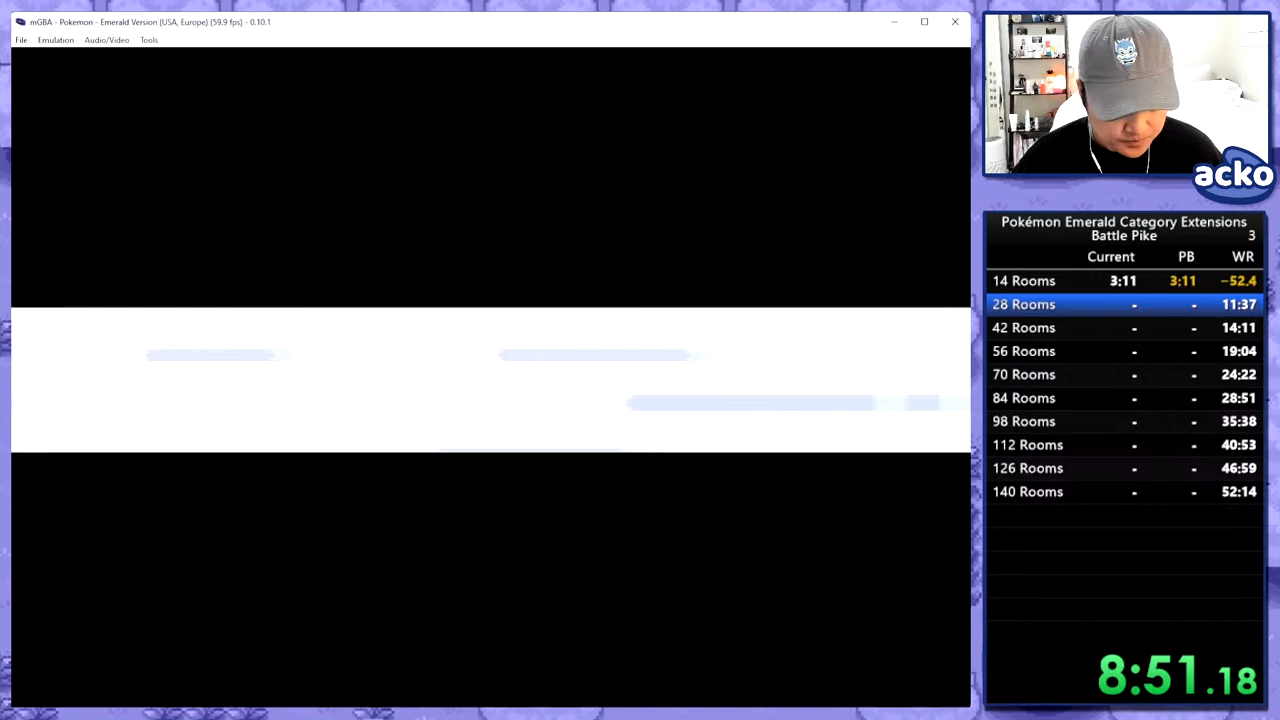 mGBA - Pokemon - Emerald Version (USA, Europe) (59.9 fps) - 0.10.1
File Emulation Audio/Video Tools
acko
Pokémon Emerald Category Extensions
Battle Pike 3
Current PB WR
14 Rooms 3:11 3:11 −52.4
28 Rooms - - 11:37
42 Rooms - - 14:11
56 Rooms - - 19:04
70 Rooms - - 24:22
84 Rooms - - 28:51
98 Rooms - - 35:38
112 Rooms - - 40:53
126 Rooms - - 46:59
140 Rooms - - 52:14
8:51.18